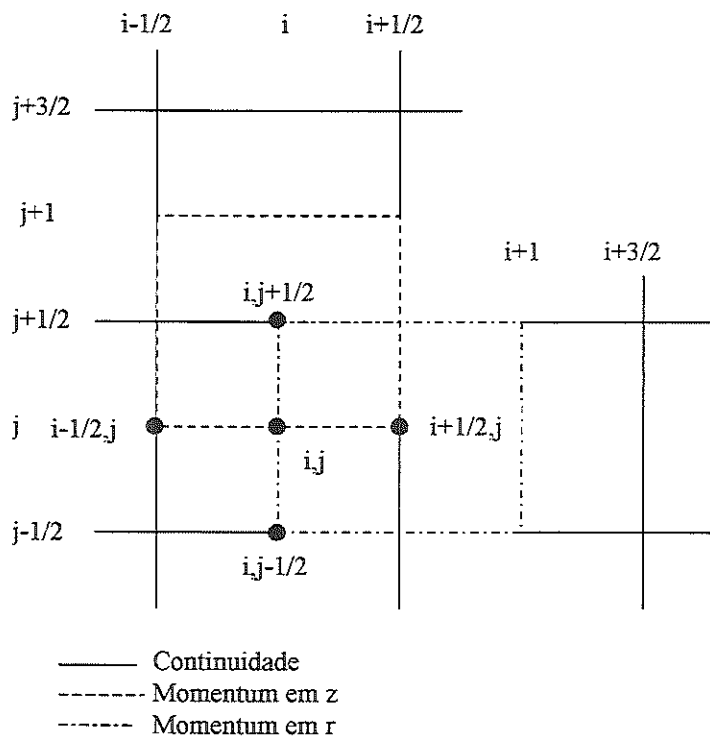 i-1/2 i i+1/2
j+3/2
j+1
i+1 i+3/2
i,j+1/2
j+1/2
j i-1/2,j i+1/2,j
i,j
j-1/2
i,j-1/2
Continuidade
Momentum em z
Momentum em r